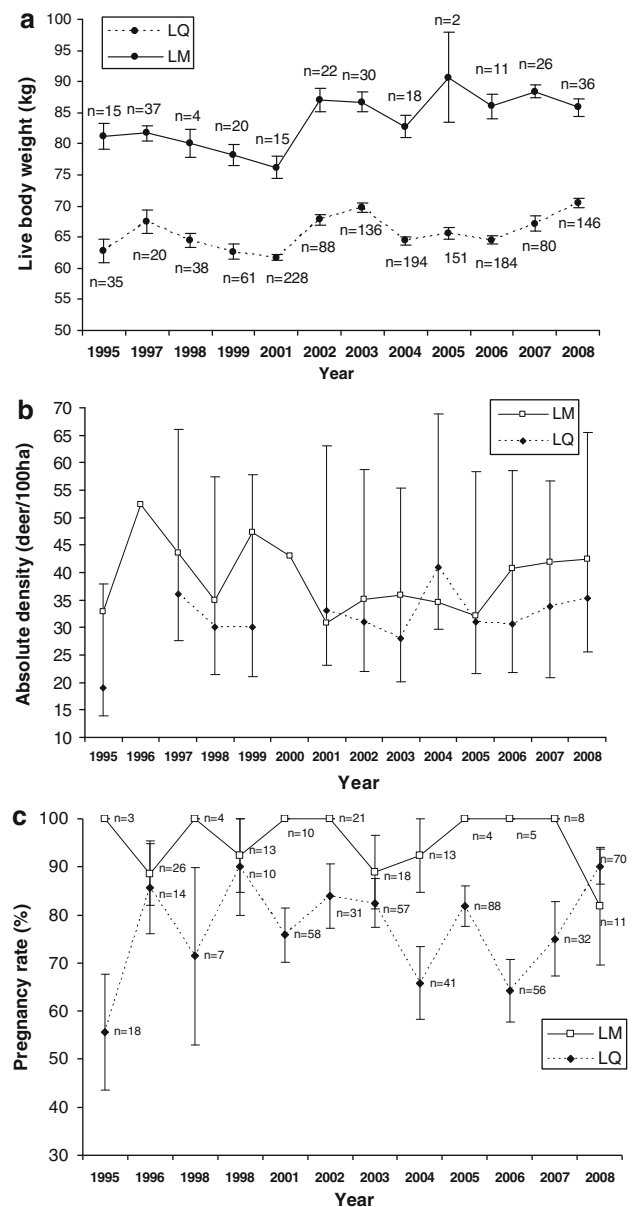 a
LQ
LM
Live body weight (kg)
100
95
90
85
80
75
70
65
60
55
50
n=15
n=37
n=4
n=20
n=15
n=22
n=30
n=18
n=2
n=11
n=26
n=36
n=35
n=20
n=38
n=61
n=228
n=88
n=136
n=194
151
n=184
n=80
n=146
1995 1997 1998 1999 2001 2002 2003 2004 2005 2006 2007 2008
Year
b
LM
LQ
Absolute density (deer/100ha)
70
65
60
55
50
45
40
35
30
25
20
15
10
1995 1996 1997 1998 1999 2000 2001 2002 2003 2004 2005 2006 2007 2008
Year
c
Pregnancy rate (%)
100
90
80
70
60
50
40
30
n=3
n=26
n=14
n=18
n=4
n=7
n=13
n=10
n=10
n=58
n=21
n=31
n=18
n=57
n=13
n=41
n=4
n=88
n=5
n=56
n=8
n=32
n=70
n=11
LM
LQ
1995 1996 1998 1998 2001 2002 2003 2004 2005 2006 2007 2008
Year